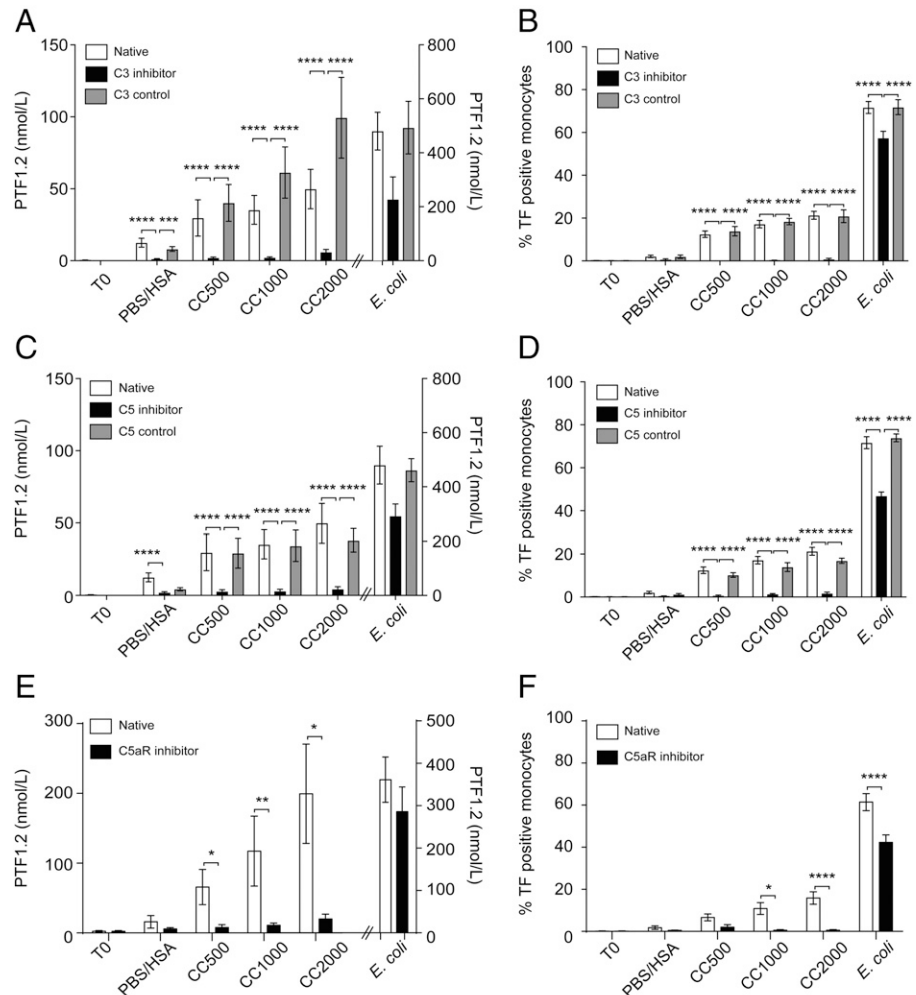 A
PTF1.2 (nmol/L)
150
100
50
0
Native
C3 inhibitor
C3 control
**** ***
**** ****
**** ****
**** ****
800
600
400
200
0
PTF1.2 (nmol/L)
T0
PBS/HSA
CC500
CC1000
CC2000
E. coli
B
% TF positive monocytes
100
80
60
40
20
0
Native
C3 inhibitor
C3 control
**** ****
**** ****
**** ****
**** ****
T0
PBS/HSA
CC500
CC1000
CC2000
E. coli
C
PTF1.2 (nmol/L)
150
100
50
0
Native
C5 inhibitor
C5 control
****
**** ****
**** ****
**** ****
800
600
400
200
0
PTF1.2 (nmol/L)
T0
PBS/HSA
CC500
CC1000
CC2000
E. coli
D
% TF positive monocytes
100
80
60
40
20
0
Native
C5 inhibitor
C5 control
**** ****
**** ****
**** ****
**** ****
T0
PBS/HSA
CC500
CC1000
CC2000
E. coli
E
PTF1.2 (nmol/L)
300
200
100
0
Native
C5aR inhibitor
*
**
*
500
400
300
200
100
0
PTF1.2 (nmol/L)
T0
PBS/HSA
CC500
CC1000
CC2000
E. coli
F
% TF positive monocytes
100
80
60
40
20
0
Native
C5aR inhibitor
*
****
****
T0
PBS/HSA
CC500
CC1000
CC2000
E. coli